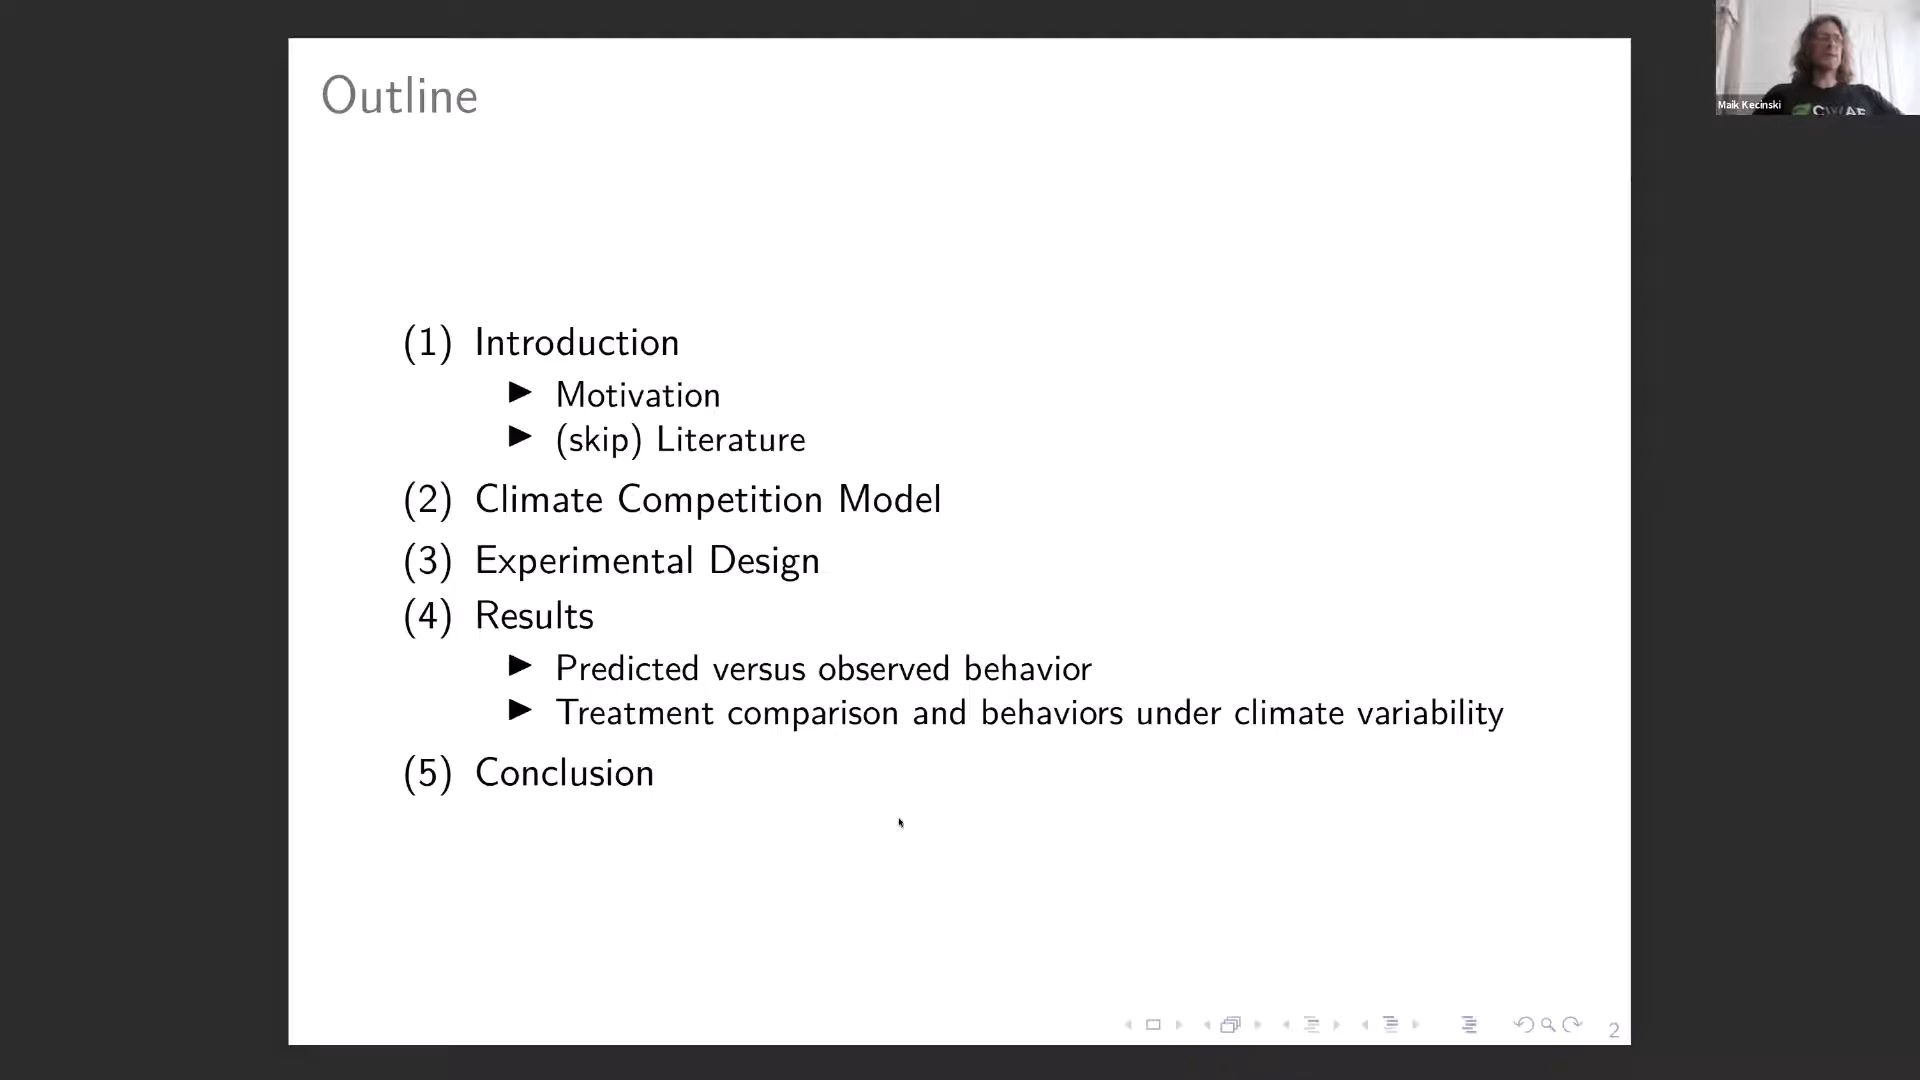 Outline
Maik Kecinski
(1) Introduction
▶ Motivation
▶ (skip) Literature
(2) Climate Competition Model
(3) Experimental Design
(4) Results
▶ Predicted versus observed behavior
▶ Treatment comparison and behaviors under climate variability
(5) Conclusion
2